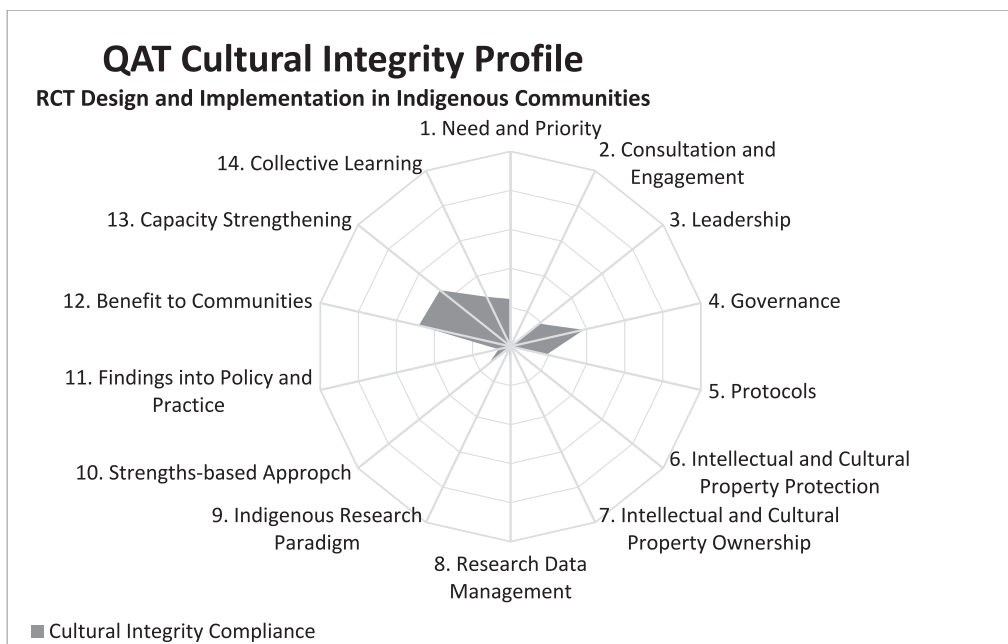 QAT Cultural Integrity Profile
RCT Design and Implementation in Indigenous Communities
1. Need and Priority
2. Consultation and
Engagement
3. Leadership
4. Governance
5. Protocols
6. Intellectual and Cultural
Property Protection
7. Intellectual and Cultural
Property Ownership
8. Research Data
Management
9. Indigenous Research
Paradigm
10. Strengths-based Appropch
11. Findings into Policy and
Practice
12. Benefit to Communities
13. Capacity Strengthening
14. Collective Learning
Cultural Integrity Compliance